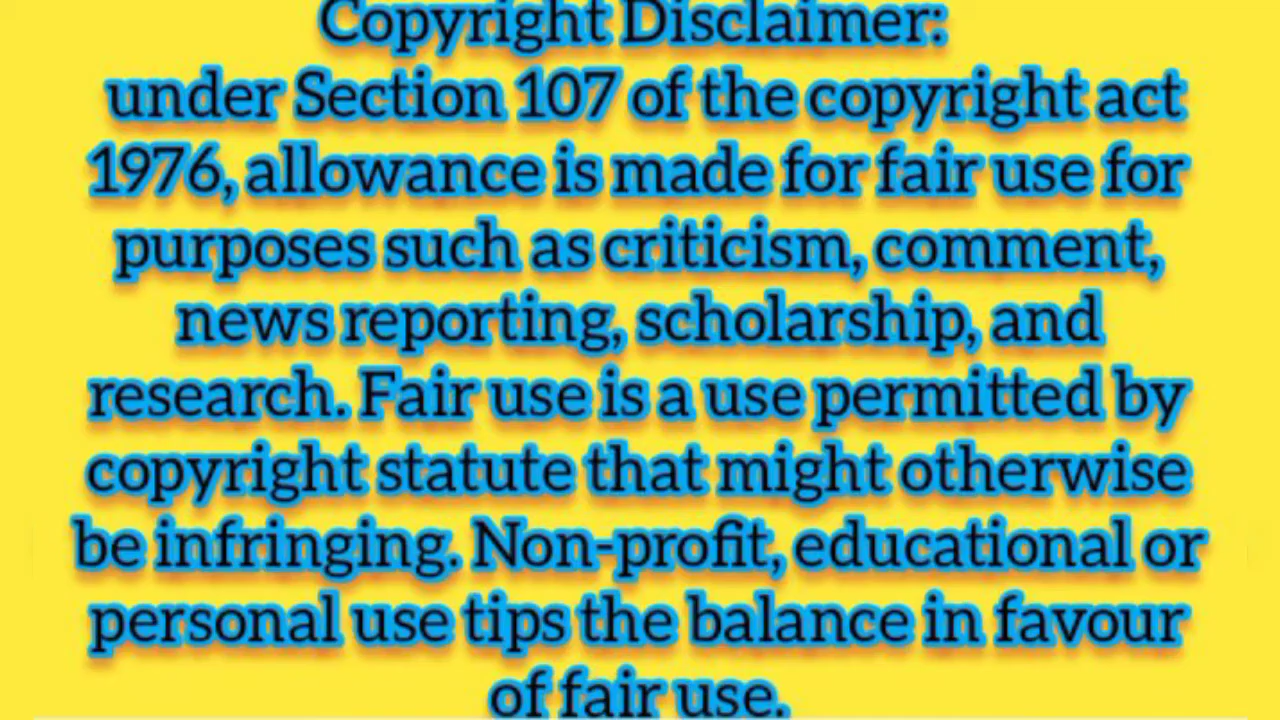 Copyright Disclaimer:
under Section 107 of the copyright act
1976, allowance is made for fair use for
purposes such as criticism, comment,
news reporting, scholarship, and
research. Fair use is a use permitted by
copyright statute that might otherwise
be infringing. Non-profit, educational or
personal use tips the balance in favour
of fair use.